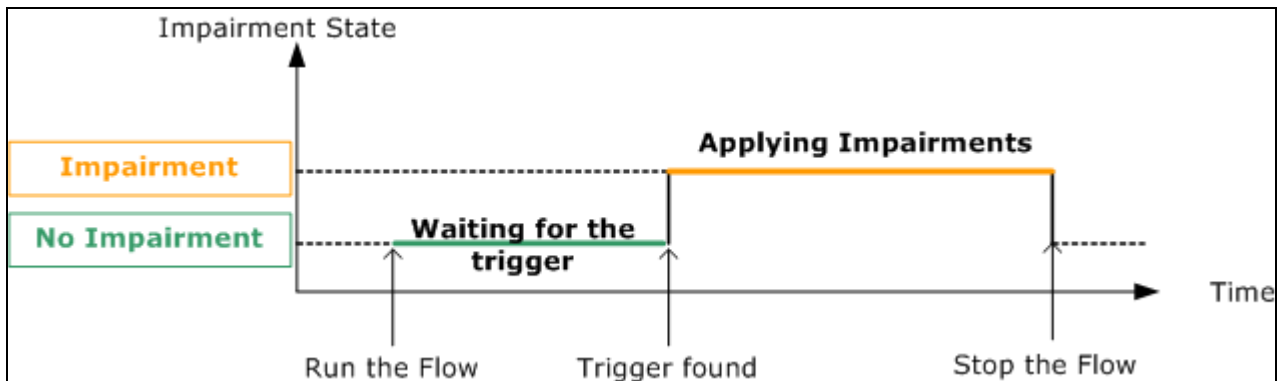 Impairment State
Applying Impairments
Impairment
No Impairment
Waiting for the
trigger
Time
Run the Flow
Trigger found
Stop the Flow